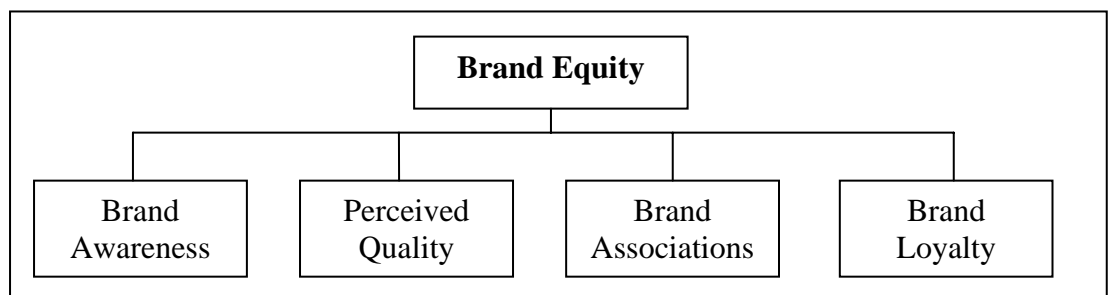 Brand Equity
Brand
Awareness
Perceived
Quality
Brand
Associations
Brand
Loyalty